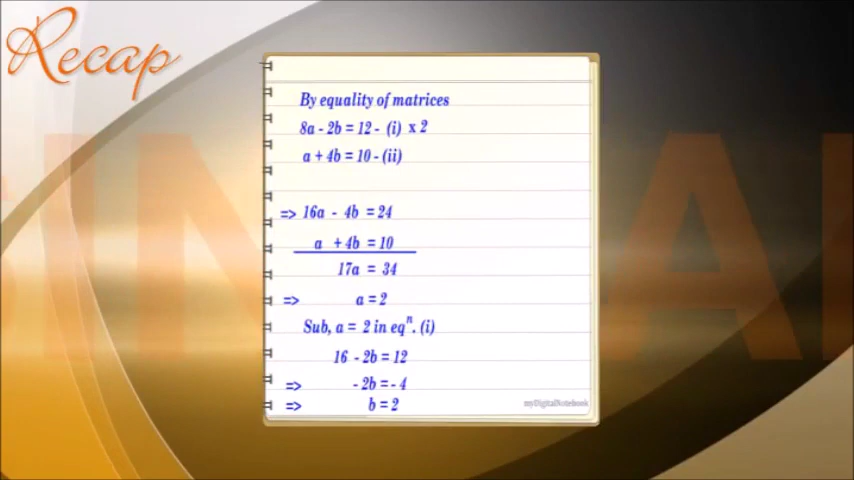 Recap
By equality of matrices
8a - 2b = 12 - (i) x 2
a + 4b = 10 - (ii)
=> 16a - 4b = 24
a + 4b = 10
17a = 34
=> a = 2
Sub, a = 2 in eqⁿ. (i)
16 - 2b = 12
=> - 2b = - 4
=> b = 2
myDigitalNotebook